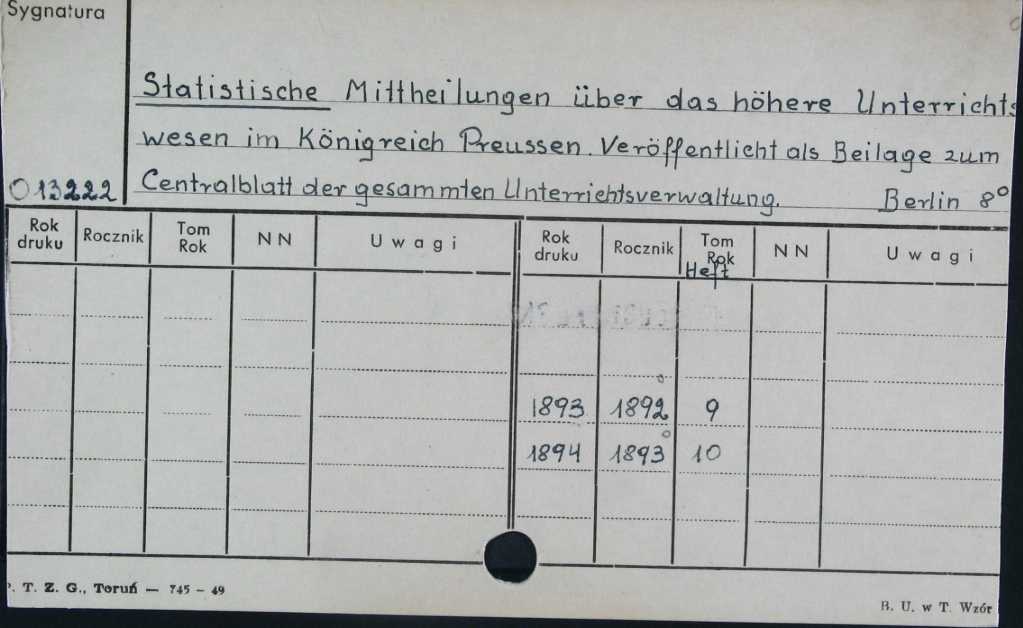 Sygnatura
Statistische Mittheilungen über das höhere Unterrichts
wesen im Königreich Preussen. Veröffentlicht als Beilage zum
O 13222 Centralblatt der gesammten Unterrichtsverwaltung. Berlin 8°
Rok druku Rocznik Tom Rok NN Uwagi Rok druku Rocznik Tom Rok Heft NN Uwagi
1893 1892 9
1894 1893 10
. T. Z. G., Toruń — 745 - 49
B. U. w T. Wzór